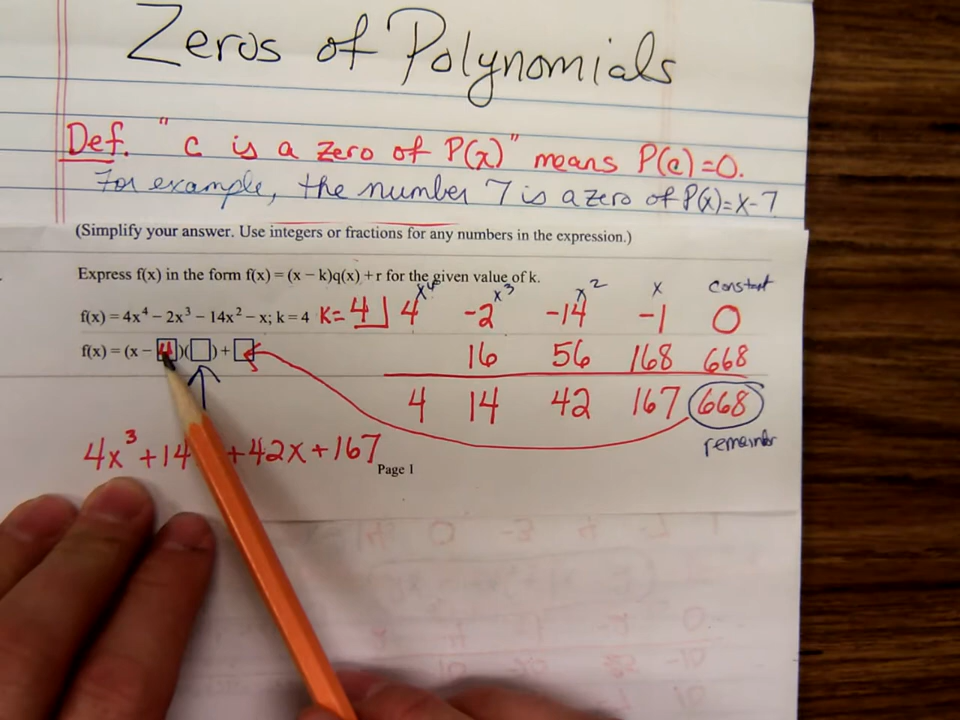 Zeros of Polynomials
Def. "c is a zero of P(x)" means P(c)=0.
For example, the number 7 is a zero of P(x)=x-7
(Simplify your answer. Use integers or fractions for any numbers in the expression.)
Express f(x) in the form f(x) = (x − k)q(x) + r for the given value of k.
x⁴ x³ x² x constant
f(x) = 4x⁴ − 2x³ − 14x² − x; k = 4 K= 4 4 -2 -14 -1 0
f(x) = (x − 4)( ) + 16 56 168 668
4 14 42 167 668
remainder
4x³ +14 +42x+167
Page 1